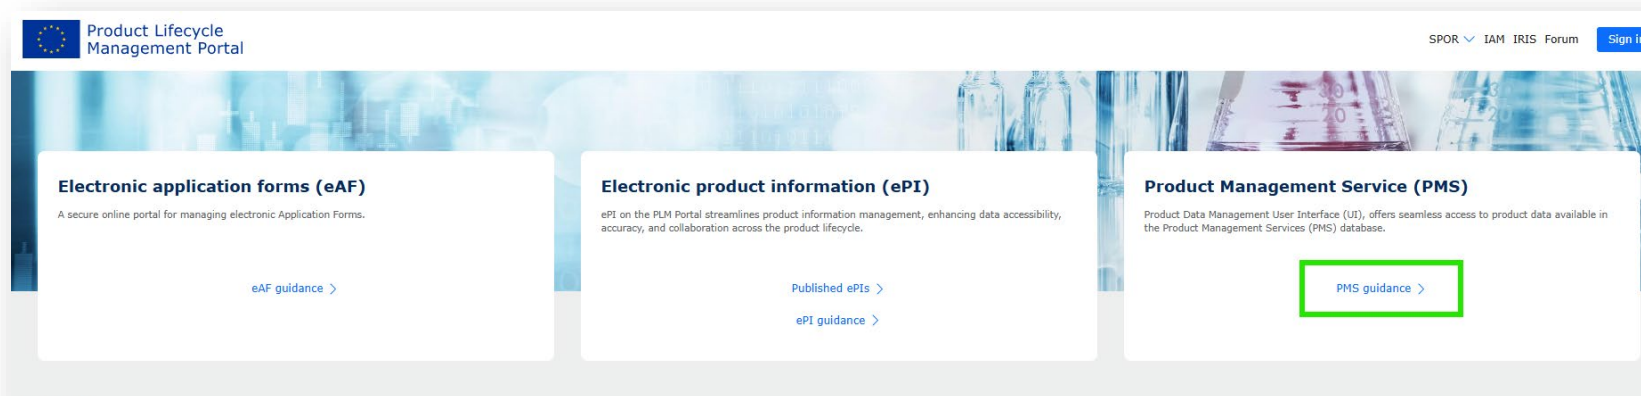 Product Lifecycle
Management Portal
SPOR IAM IRIS Forum Sign in
Electronic application forms (eAF)
A secure online portal for managing electronic Application Forms.
eAF guidance
Electronic product information (ePI)
ePI on the PLM Portal streamlines product information management, enhancing data accessibility,
accuracy, and collaboration across the product lifecycle.
Published ePIs
ePI guidance
Product Management Service (PMS)
Product Data Management User Interface (UI), offers seamless access to product data available in
the Product Management Services (PMS) database.
PMS guidance